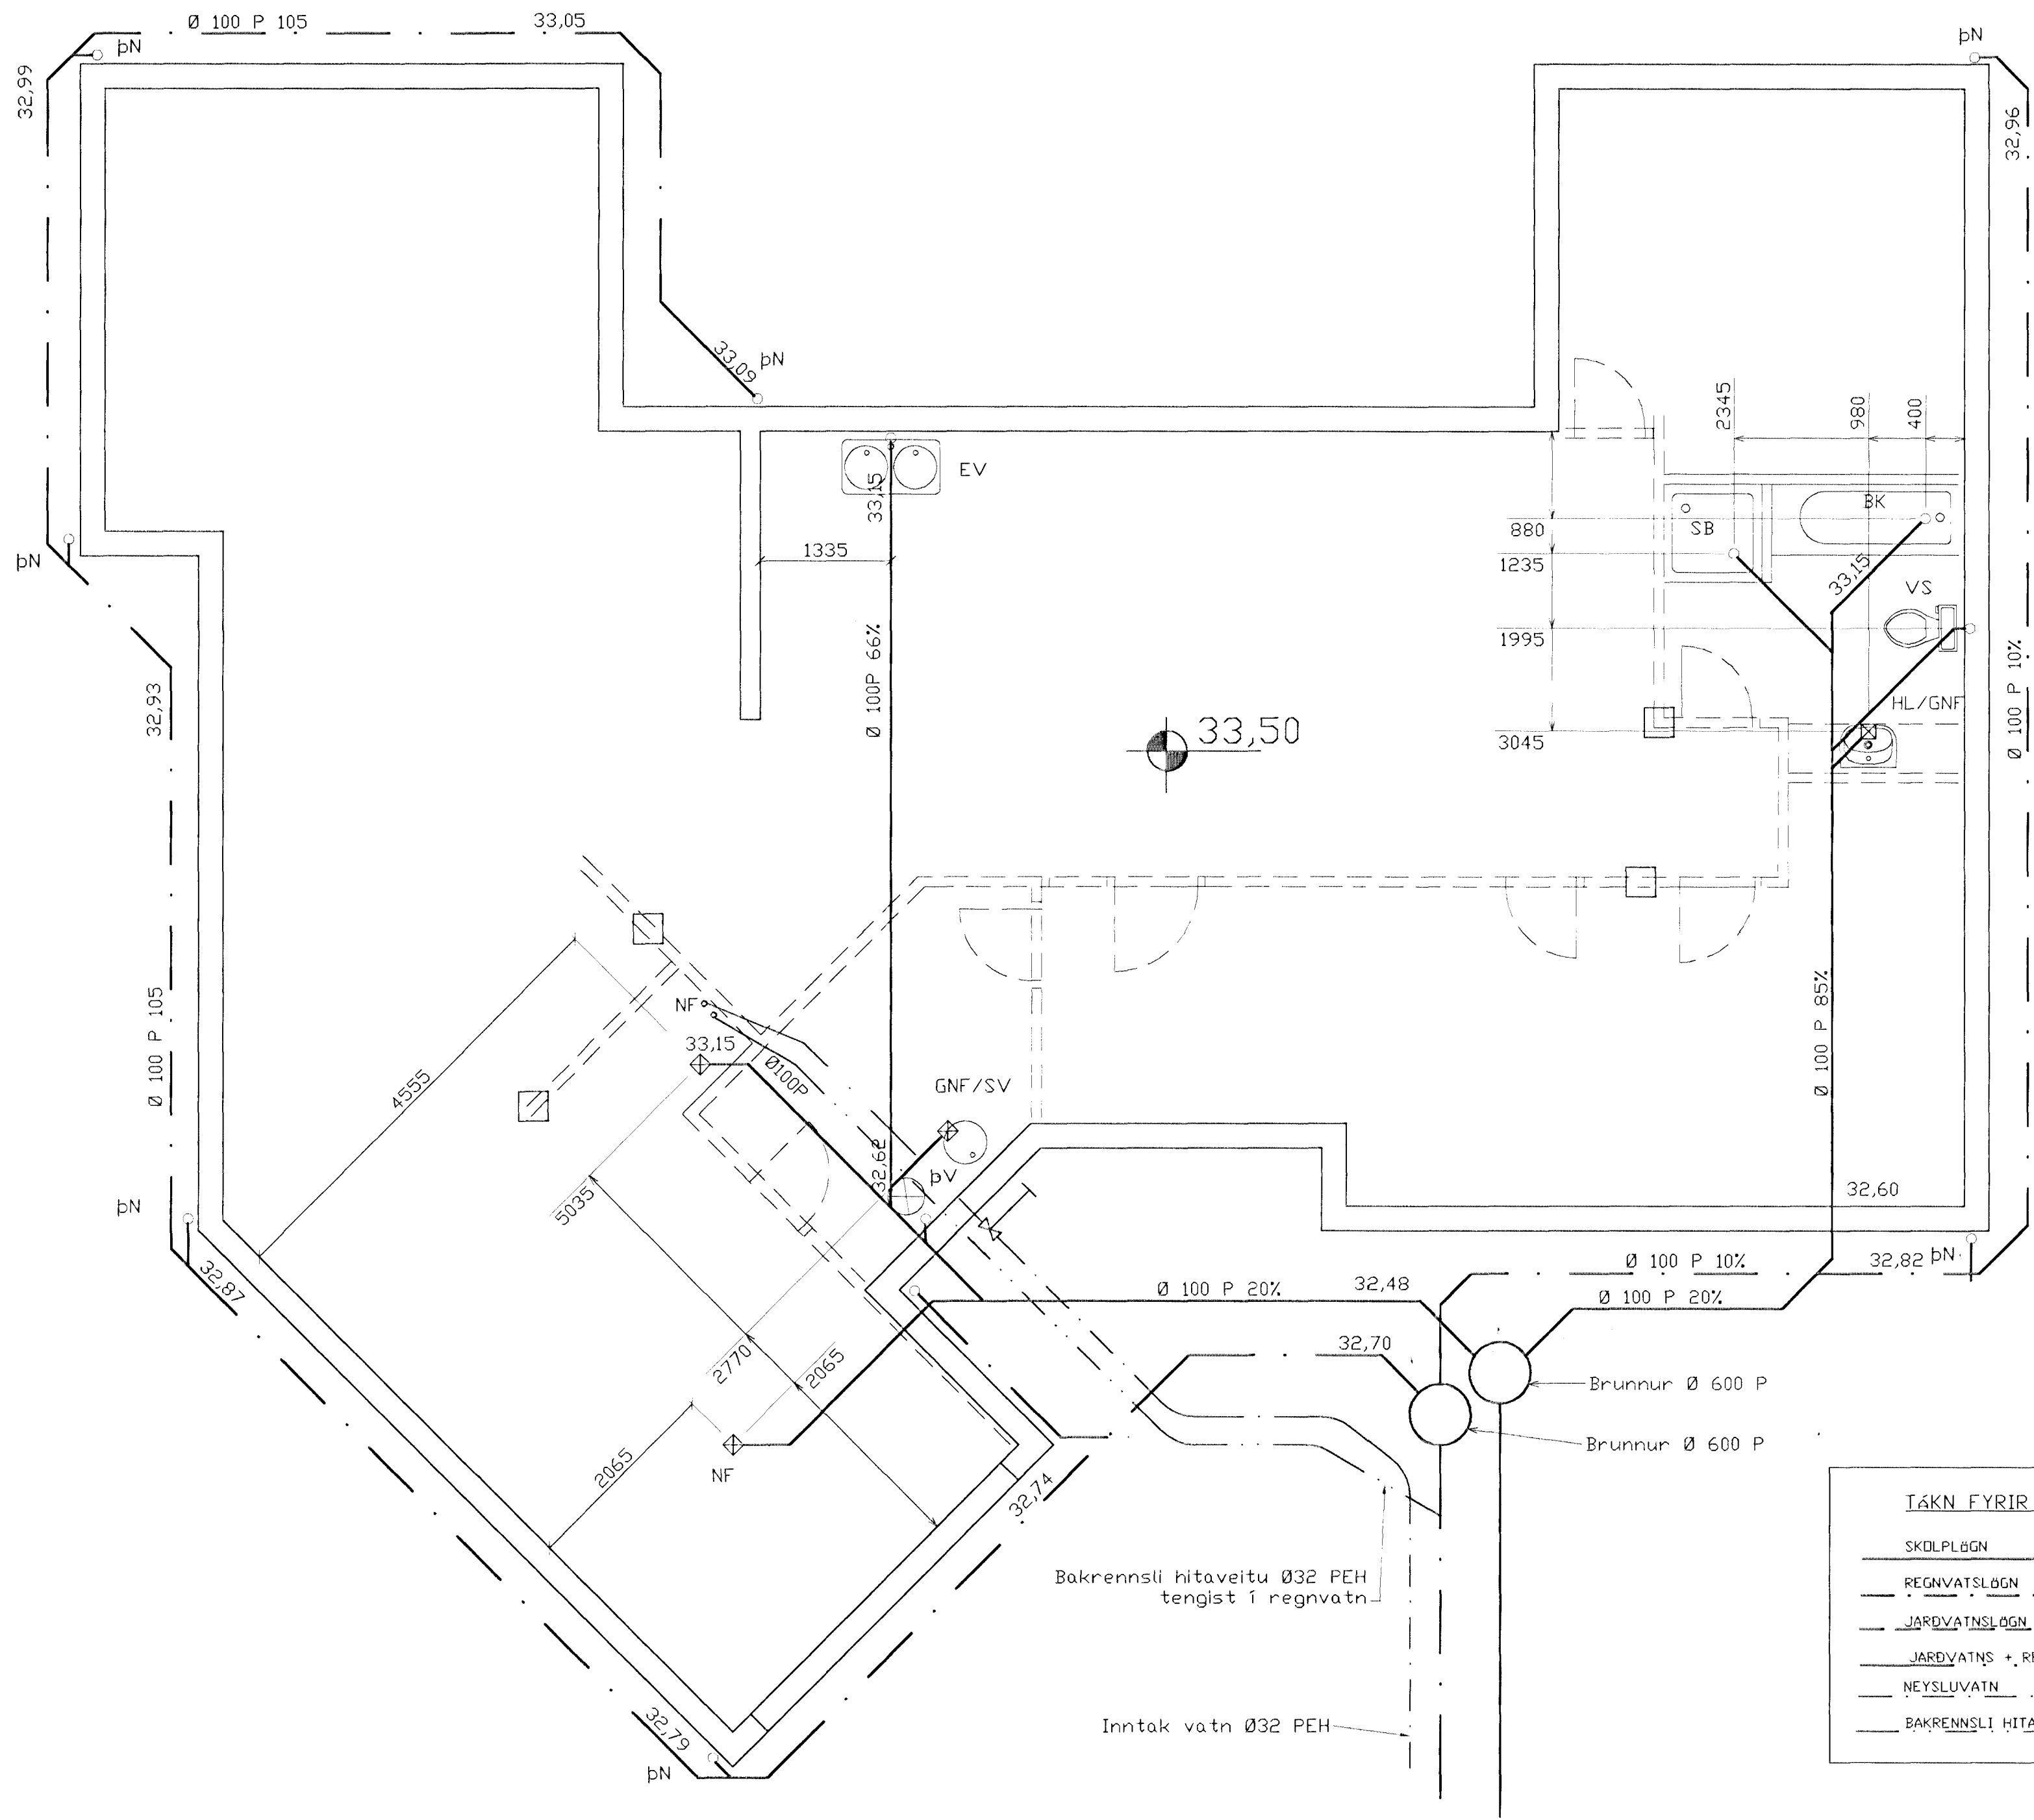 Ø 100 P 105
33,05
þN
þN
32,99
32,96
33,09
þN
EV
33,15
1335
2345
980
400
880
1235
1995
3045
SB
BK
33,15
VS
HL/GNF
Ø 100 P 10%
þN
32,93
Ø 100P 66%
33,50
Ø 100 P 105
NF
33,15
Ø100P
4555
GNF/SV
Ø 100 P 85%
32,62
þV
5035
þN
32,87
32,60
Ø 100 P 10%
32,82
þN
Ø 100 P 20%
32,48
Ø 100 P 20%
32,70
2770
2065
Brunnur Ø 600 P
Brunnur Ø 600 P
2065
NF
32,74
TÁKN FYRIR
SKOLPLÖGN
REGNVATSLÖGN
JARÐVATNSLÖGN
JARÐVATNS + R
NEYSLUVATN
BAKRENNSLI HITA
Bakrennsli hitaveitu Ø32 PEH
tengist í regnvatn
Inntak vatn Ø32 PEH
32,79
þN